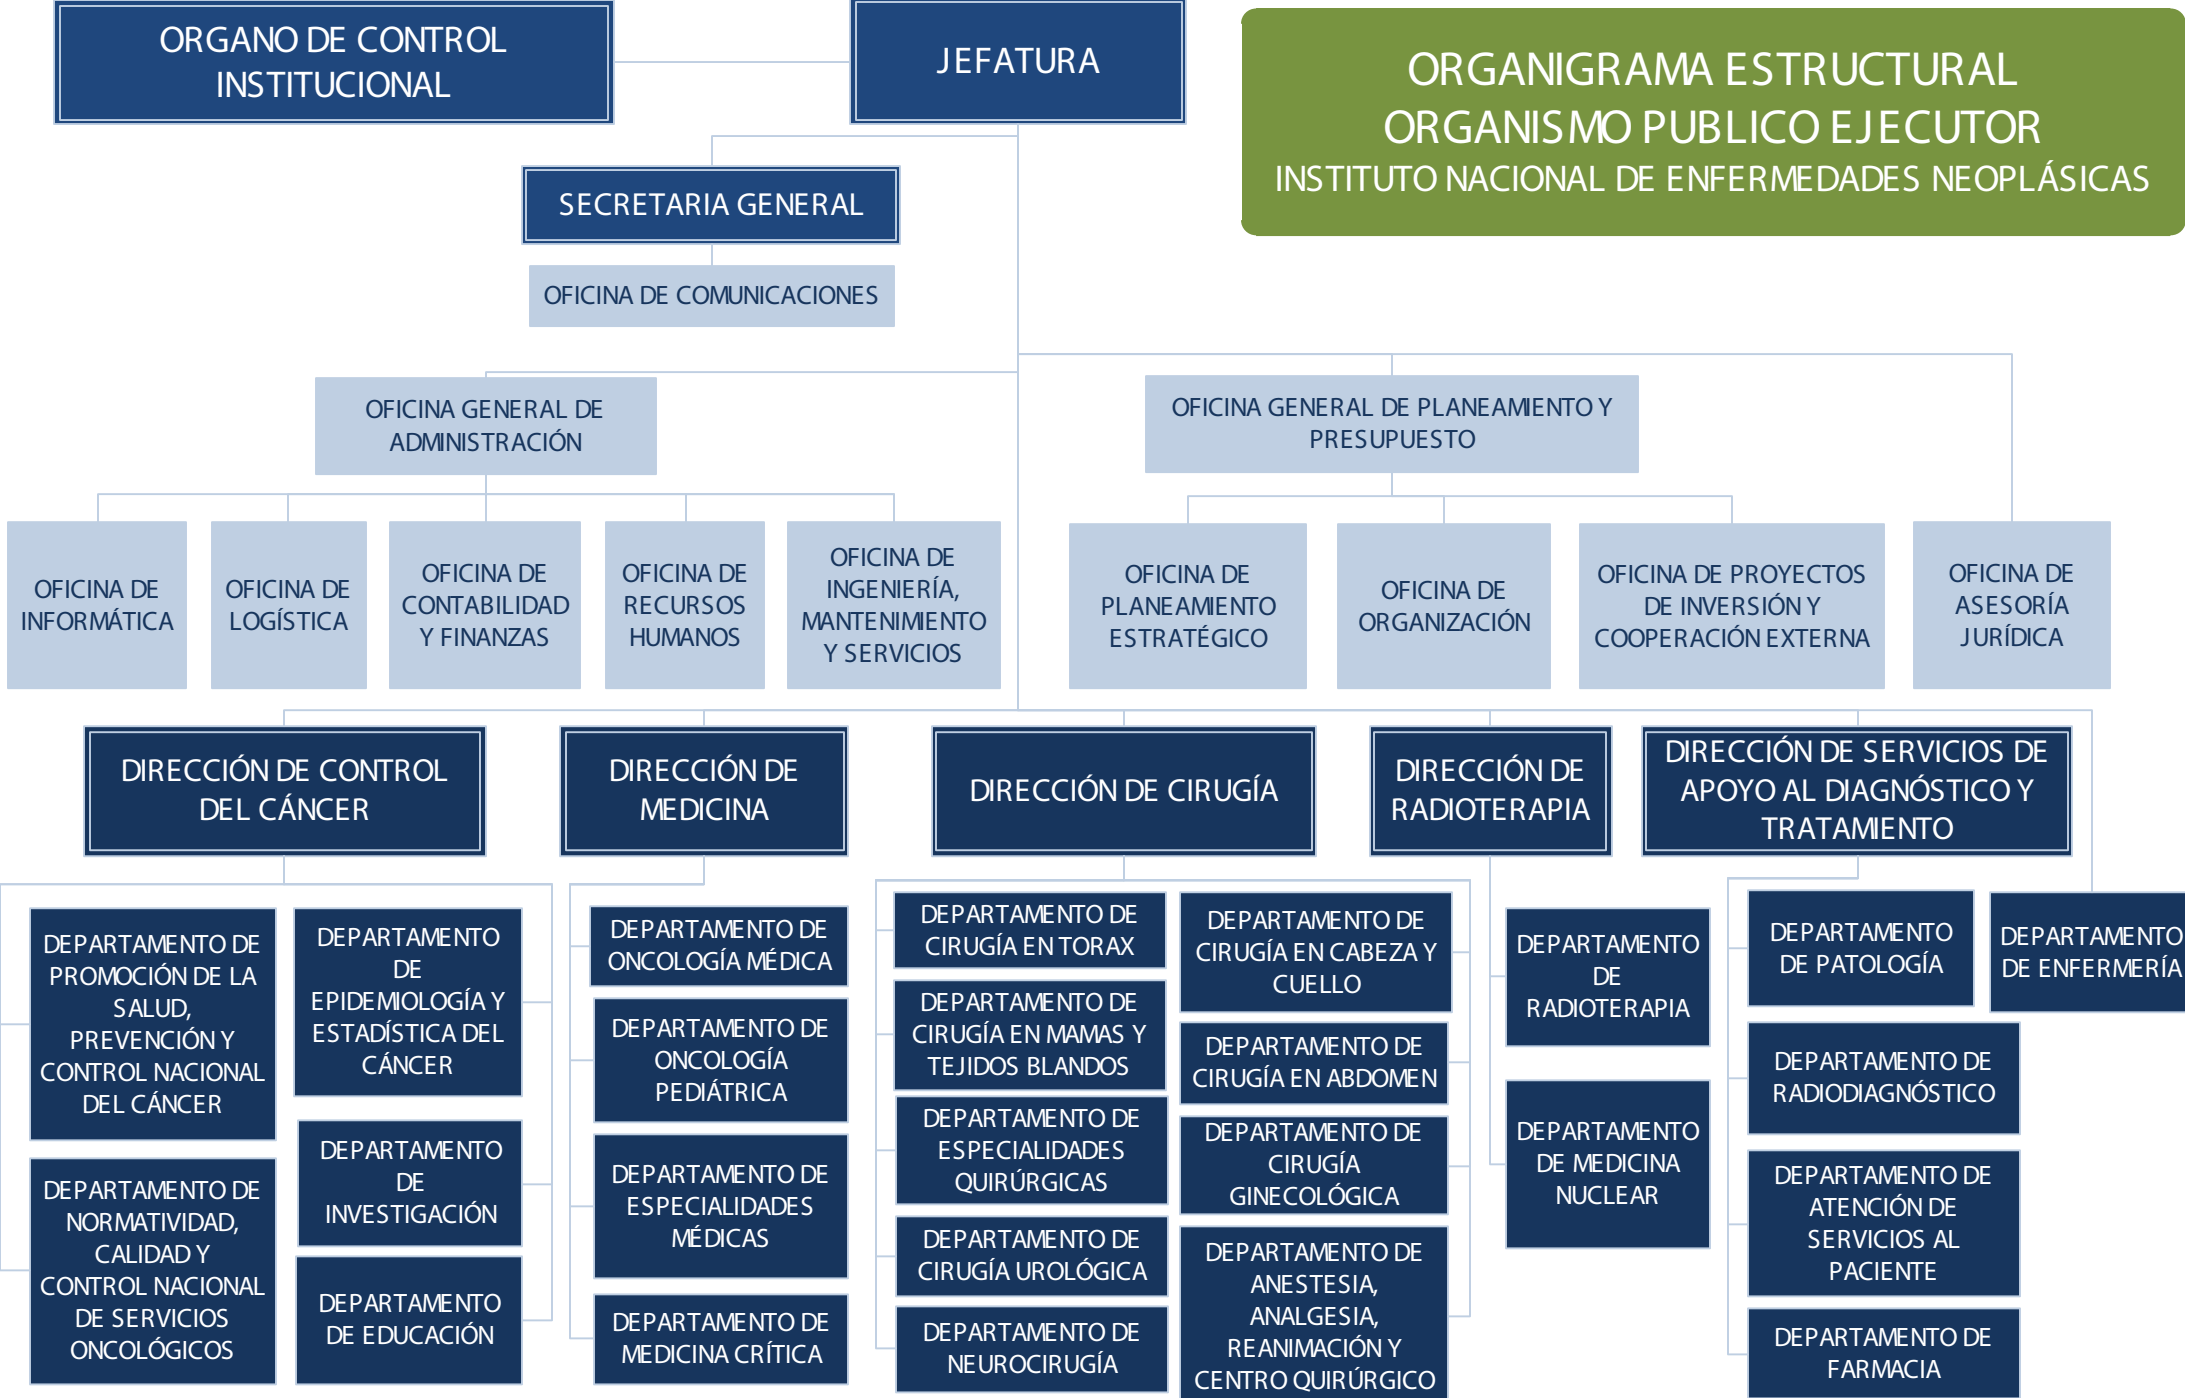 ORGANO DE CONTROL
INSTITUCIONAL
JEFATURA
ORGANIGRAMA ESTRUCTURAL
ORGANISMO PUBLICO EJECUTOR
INSTITUTO NACIONAL DE ENFERMEDADES NEOPLÁSICAS
SECRETARIA GENERAL
OFICINA DE COMUNICACIONES
OFICINA GENERAL DE
ADMINISTRACIÓN
OFICINA GENERAL DE PLANEAMIENTO Y
PRESUPUESTO
OFICINA DE
INFORMÁTICA
OFICINA DE
LOGÍSTICA
OFICINA DE
CONTABILIDAD
Y FINANZAS
OFICINA DE
RECURSOS
HUMANOS
OFICINA DE
INGENIERÍA,
MANTENIMIENTO
Y SERVICIOS
OFICINA DE
PLANEAMIENTO
ESTRATÉGICO
OFICINA DE
ORGANIZACIÓN
OFICINA DE PROYECTOS
DE INVERSIÓN Y
COOPERACIÓN EXTERNA
OFICINA DE
ASESORÍA
JURÍDICA
DIRECCIÓN DE CONTROL
DEL CÁNCER
DIRECCIÓN DE
MEDICINA
DIRECCIÓN DE CIRUGÍA
DIRECCIÓN DE
RADIOTERAPIA
DIRECCIÓN DE SERVICIOS DE
APOYO AL DIAGNÓSTICO Y
TRATAMIENTO
DEPARTAMENTO DE
PROMOCIÓN DE LA
SALUD,
PREVENCIÓN Y
CONTROL NACIONAL
DEL CÁNCER
DEPARTAMENTO DE
NORMATIVIDAD,
CALIDAD Y
CONTROL NACIONAL
DE SERVICIOS
ONCOLÓGICOS
DEPARTAMENTO
DE
EPIDEMIOLOGÍA Y
ESTADÍSTICA DEL
CÁNCER
DEPARTAMENTO
DE
INVESTIGACIÓN
DEPARTAMENTO
DE EDUCACIÓN
DEPARTAMENTO DE
ONCOLOGÍA MÉDICA
DEPARTAMENTO DE
ONCOLOGÍA
PEDIÁTRICA
DEPARTAMENTO DE
ESPECIALIDADES
MÉDICAS
DEPARTAMENTO DE
MEDICINA CRÍTICA
DEPARTAMENTO DE
CIRUGÍA EN TORAX
DEPARTAMENTO DE
CIRUGÍA EN MAMAS Y
TEJIDOS BLANDOS
DEPARTAMENTO DE
ESPECIALIDADES
QUIRÚRGICAS
DEPARTAMENTO DE
CIRUGÍA UROLÓGICA
DEPARTAMENTO DE
NEUROCIRUGÍA
DEPARTAMENTO DE
CIRUGÍA EN CABEZA Y
CUELLO
DEPARTAMENTO DE
CIRUGÍA EN ABDOMEN
DEPARTAMENTO DE
CIRUGÍA
GINECOLÓGICA
DEPARTAMENTO DE
ANESTESIA,
ANALGESIA,
REANIMACIÓN Y
CENTRO QUIRÚRGICO
DEPARTAMENTO
DE
RADIOTERAPIA
DEPARTAMENTO
DE MEDICINA
NUCLEAR
DEPARTAMENTO
DE PATOLOGÍA
DEPARTAMENTO DE
RADIODIAGNÓSTICO
DEPARTAMENTO DE
ATENCIÓN DE
SERVICIOS AL
PACIENTE
DEPARTAMENTO DE
FARMACIA
DEPARTAMENTO
DE ENFERMERÍA